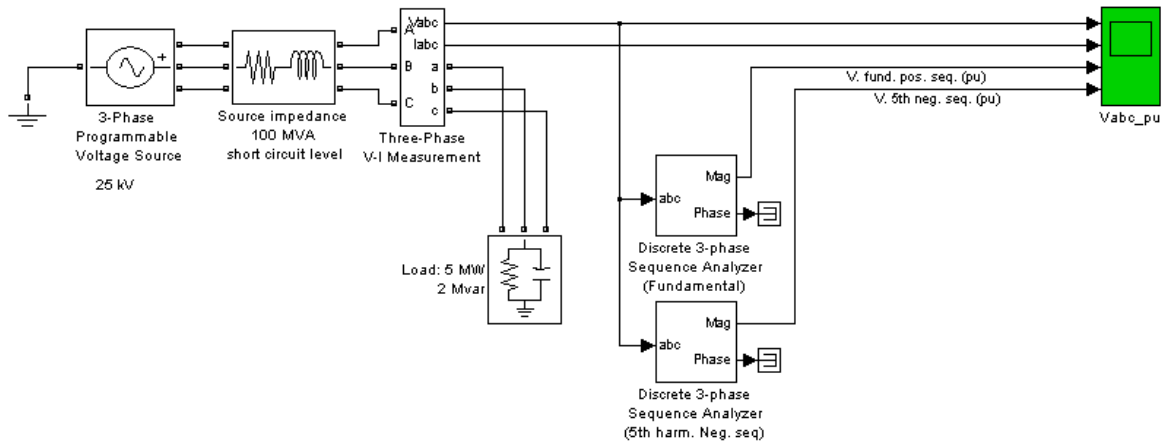 Vabc
Iabc
A
B
C
a
b
c
V. fund. pos. seq. (pu)
V. 5th neg. seq. (pu)
Vabc_pu
3-Phase
Programmable
Voltage Source
25 kV
Source impedance
100 MVA
short circuit level
Three-Phase
V-I Measurement
abc
Mag
Phase
Discrete 3-phase
Sequence Analyzer
(Fundamental)
Load: 5 MW
2 Mvar
abc
Mag
Phase
Discrete 3-phase
Sequence Analyzer
(5th harm. Neg. seq)